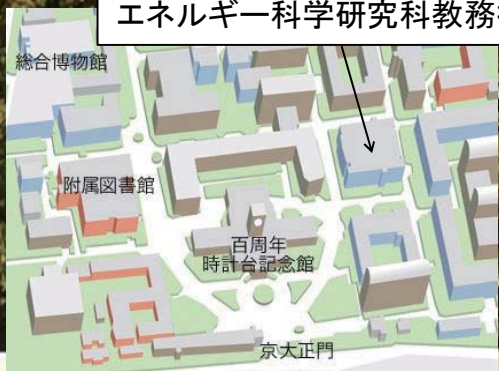 エネルギー科学研究科教務
総合博物館
附属図書館
百周年
時計台記念館
京大正門